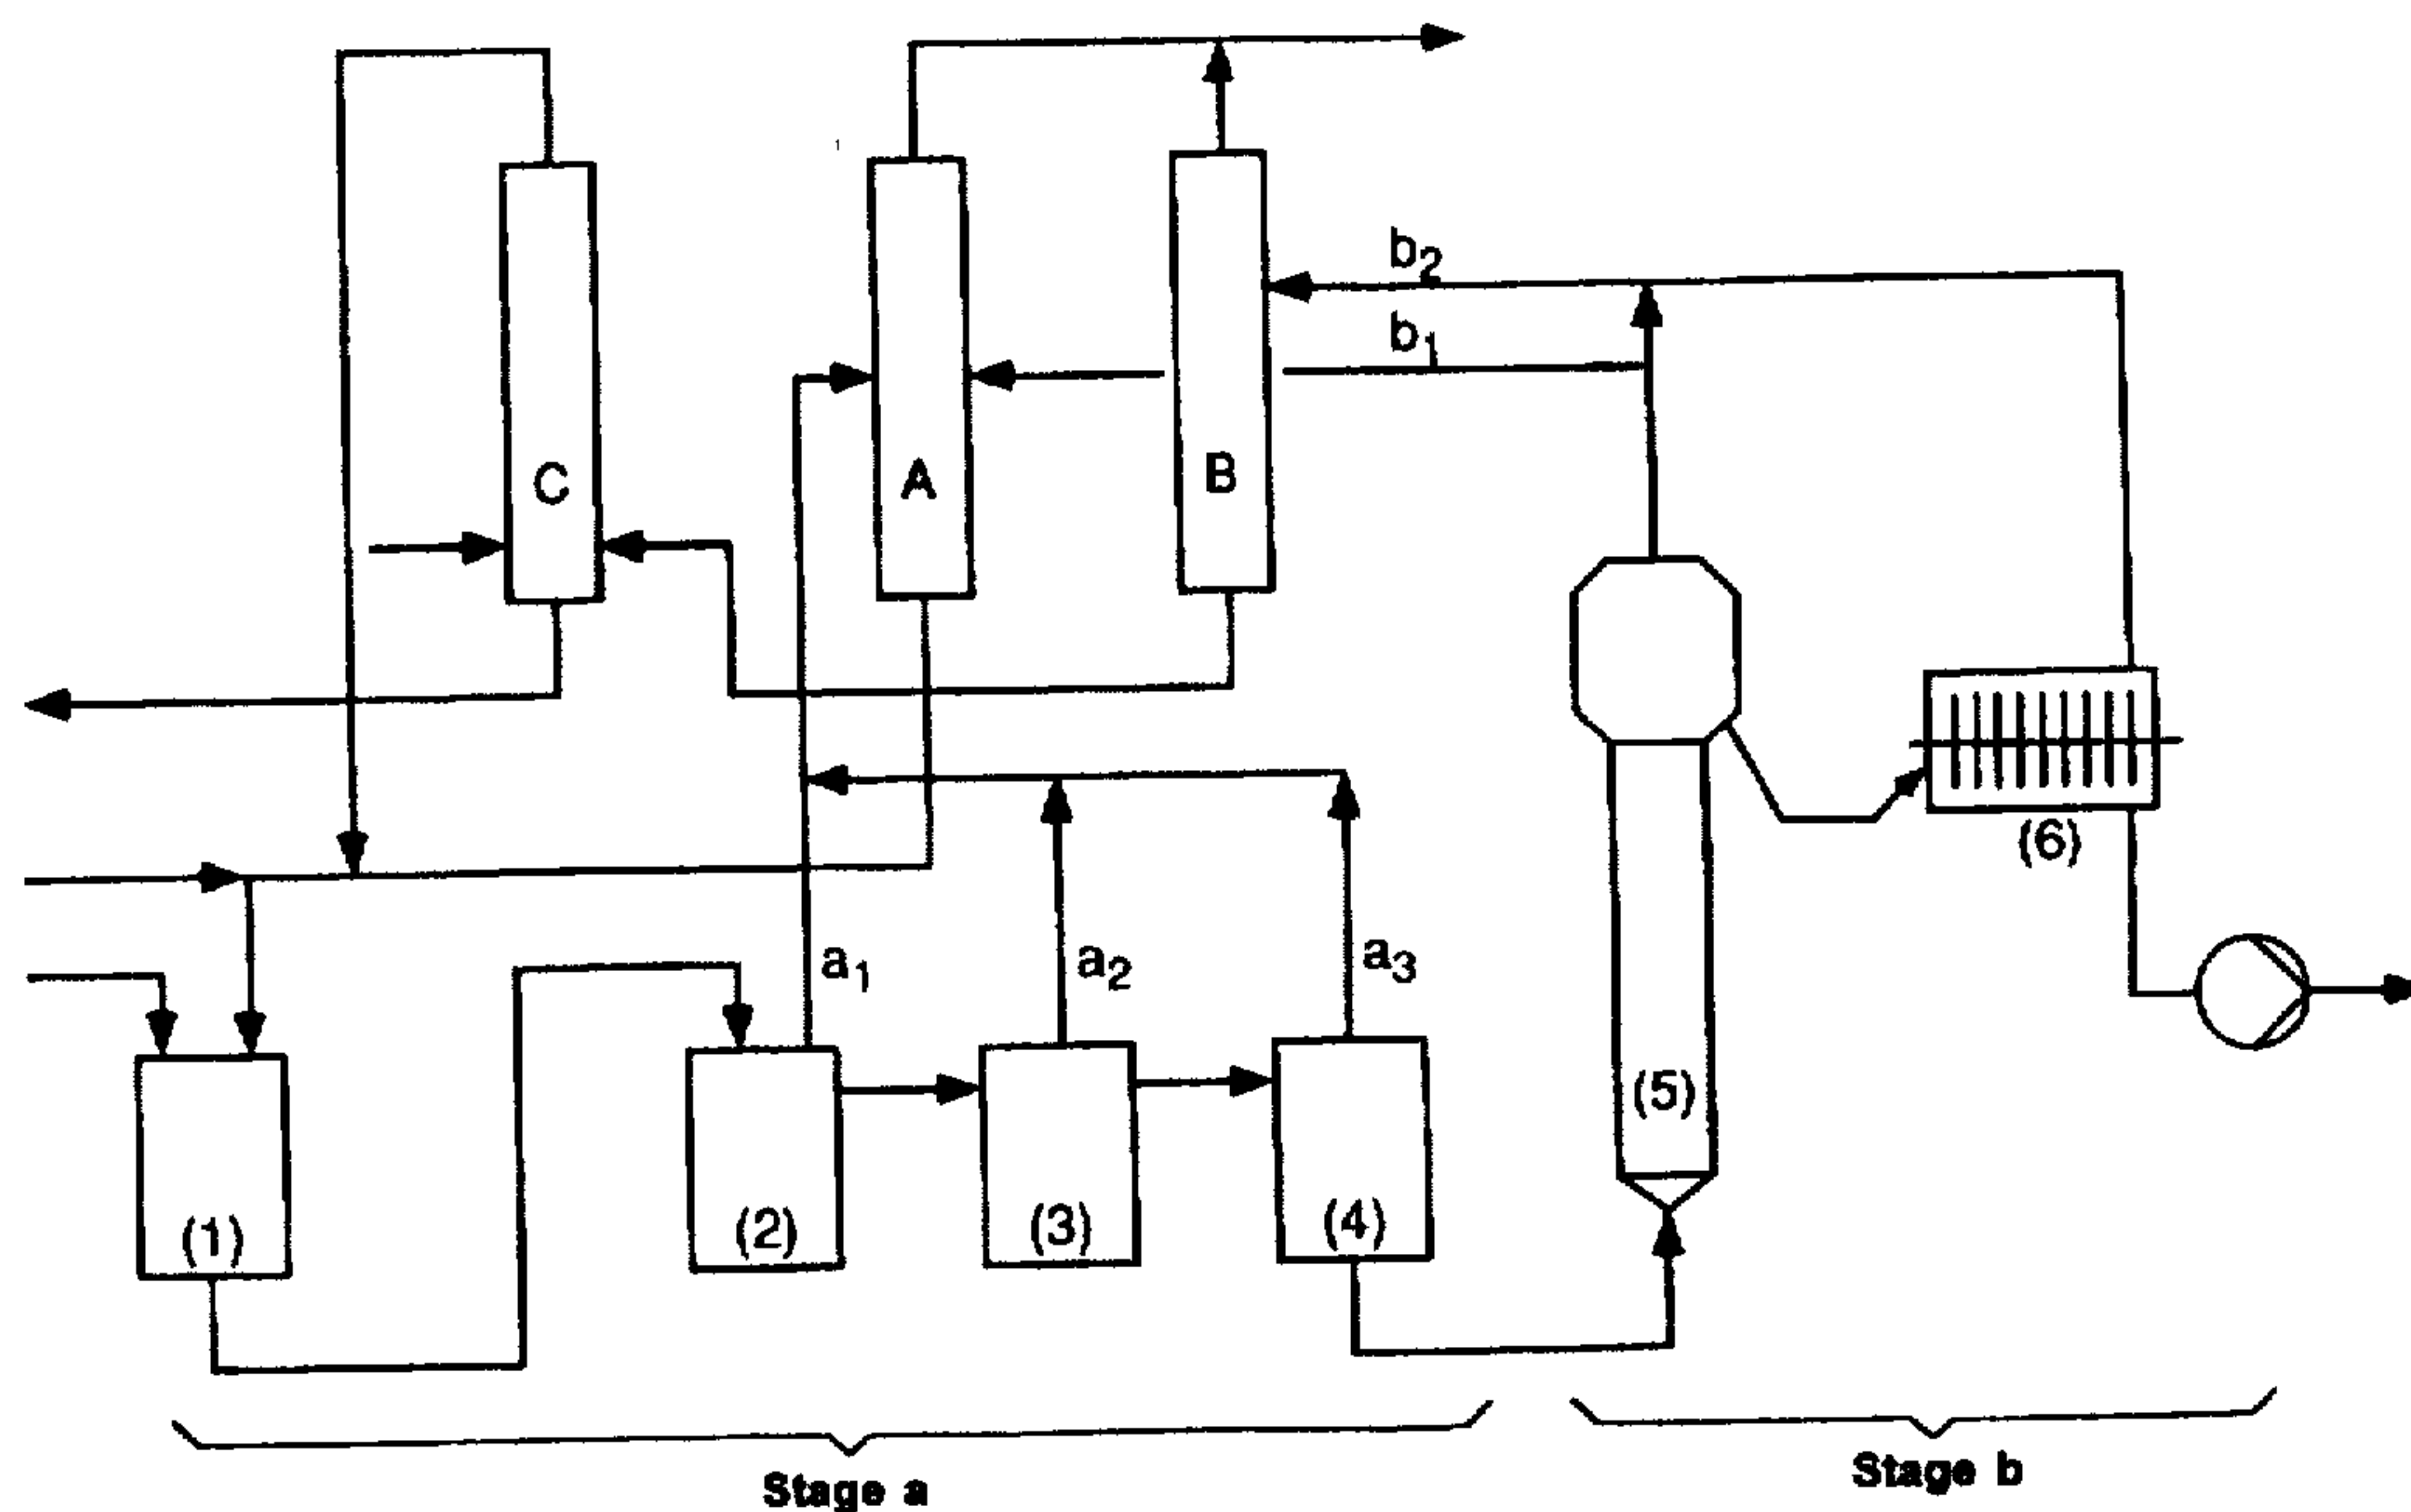 b2
b1
C
A
B
(6)
a1
a2
a3
(5)
(1)
(2)
(3)
(4)
Stage a
Stage b